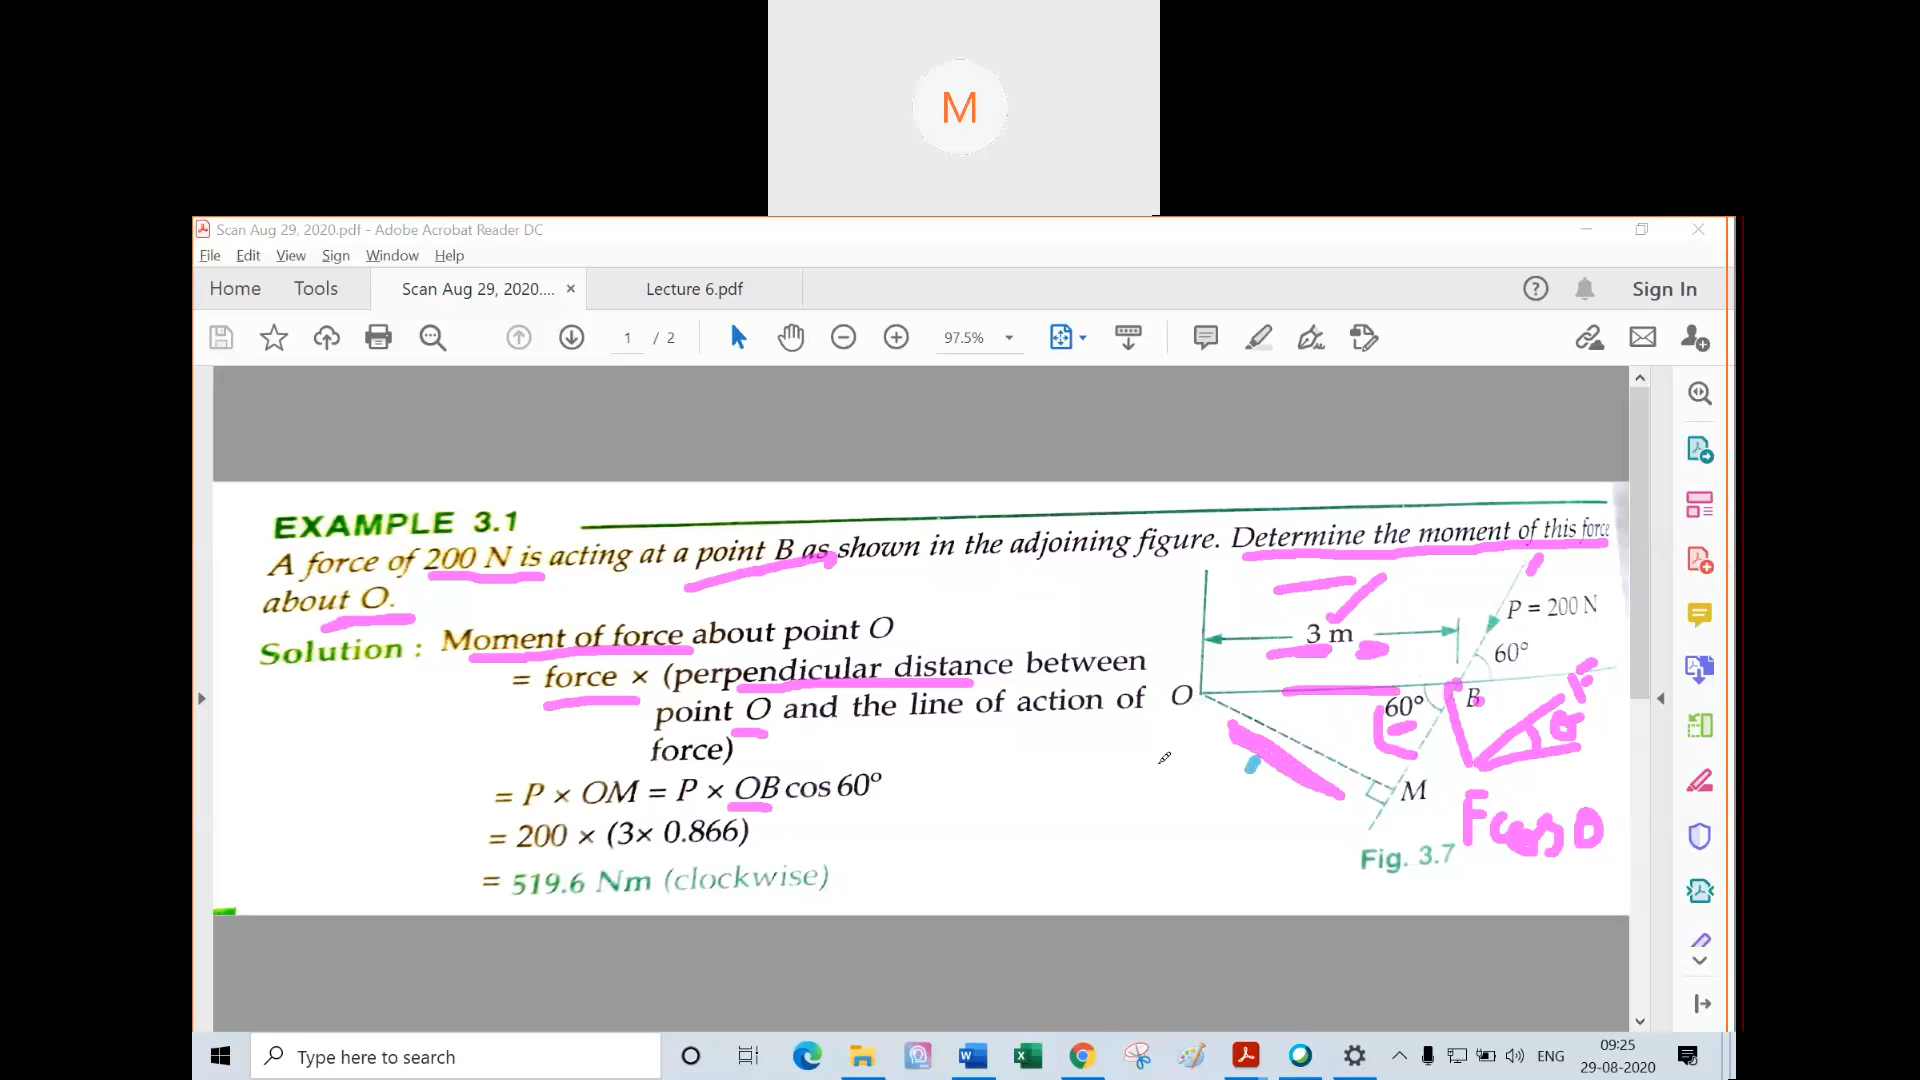 M
Scan Aug 29, 2020.pdf - Adobe Acrobat Reader DC
File Edit View Window Help
Home Tools Scan Aug 29, 2020.... × Lecture 6.pdf Sign In
1 / 2 97.5%
EXAMPLE 3.1
A force of 200 N is acting at a point B as shown in the adjoining figure. Determine the moment of this force
about O.
Solution : Moment of force about point O
= force × (perpendicular distance between
point O and the line of action of
force)
= P × OM = P × OB cos 60°
= 200 × (3× 0.866)
= 519.6 Nm (clockwise)
P = 200 N
3 m
60°
O
60°
B
F
θ
M
F cos θ
Fig. 3.7
Type here to search
ENG
09:25
29-08-2020